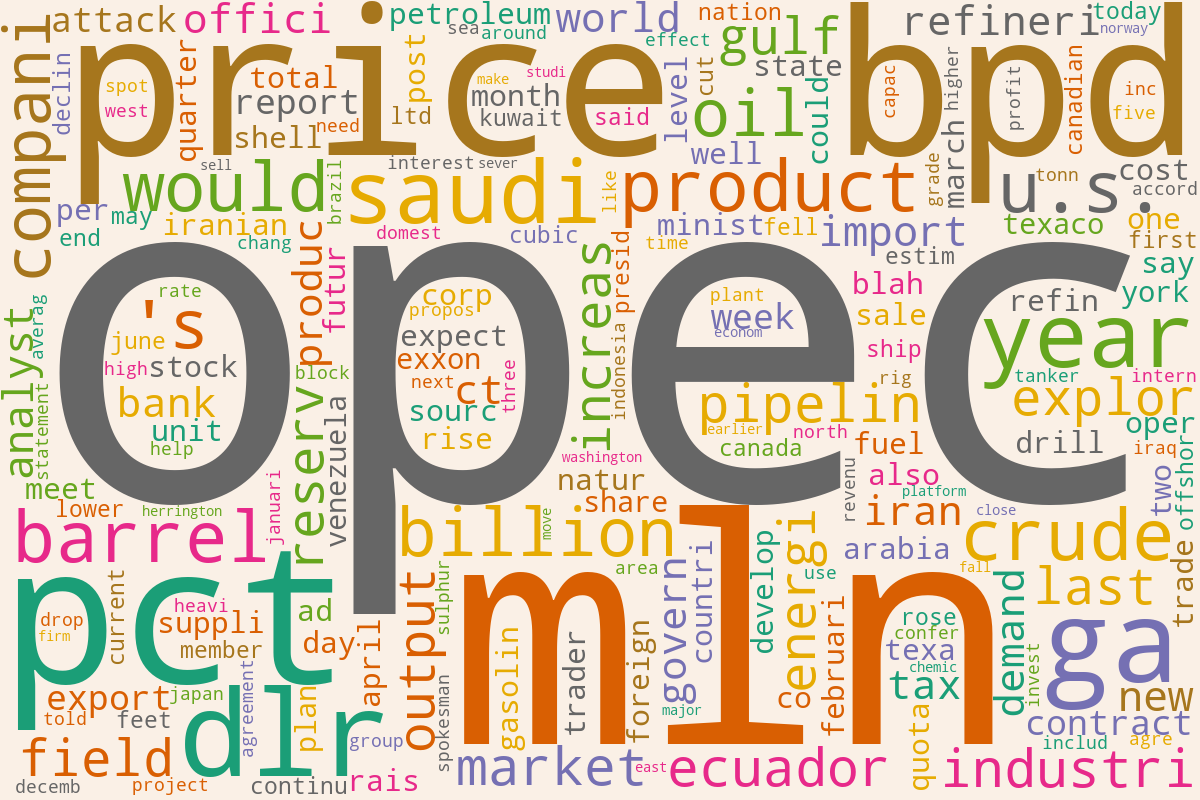 attack
offici
petroleum
world
nation
refineri
today
norway
compani
declin
price
bpd
sea
around
effect
gulf
state
spot
west
quarter
total
report
shell
need
post
ltd
make
studi
month
kuwait
said
level
cut
oil
could
well
capac
higher
profit
canadian
inc
five
march
sell
interest
sever
would
brazil
saudi
like
product
grade
u.s.
tonn
cost
accord
per
may
end
iranian
chang
domest
cubic
presid
minist
fell
time
import
estim
texaco
one
first
say
york
opec
analyst
averag
rate
's
june
high
stock
bank
unit
help
statement
produc
futur
block
corp
propos
expect
exxon
next
ct
three
sourc
rise
increas
indonesia
plant
week
econom
blah
sale
ship
rig
refin
year
tanker
intern
explor
drill
oper
iraq
pipelin
earlier
north
canada
fuel
meet
reserv
venezuela
washington
natur
share
also
platform
revenu
iran
close
two
offshor
lower
herrington
januari
barrel
billion
move
mln
energi
arabia
crude
fall
last
trade
pct
drop
firm
current
heavi
suppli
member
ad
day
april
output
sulphur
area
govern
countri
develop
use
februari
rose
confer
texa
chemic
tax
demand
invest
ga
new
export
japan
told
feet
agreement
dlr
plan
group
spokesman
gasolin
trader
foreign
major
co
quota
contract
includ
agre
field
decemb
project
continu
rais
market
east
ecuador
industri